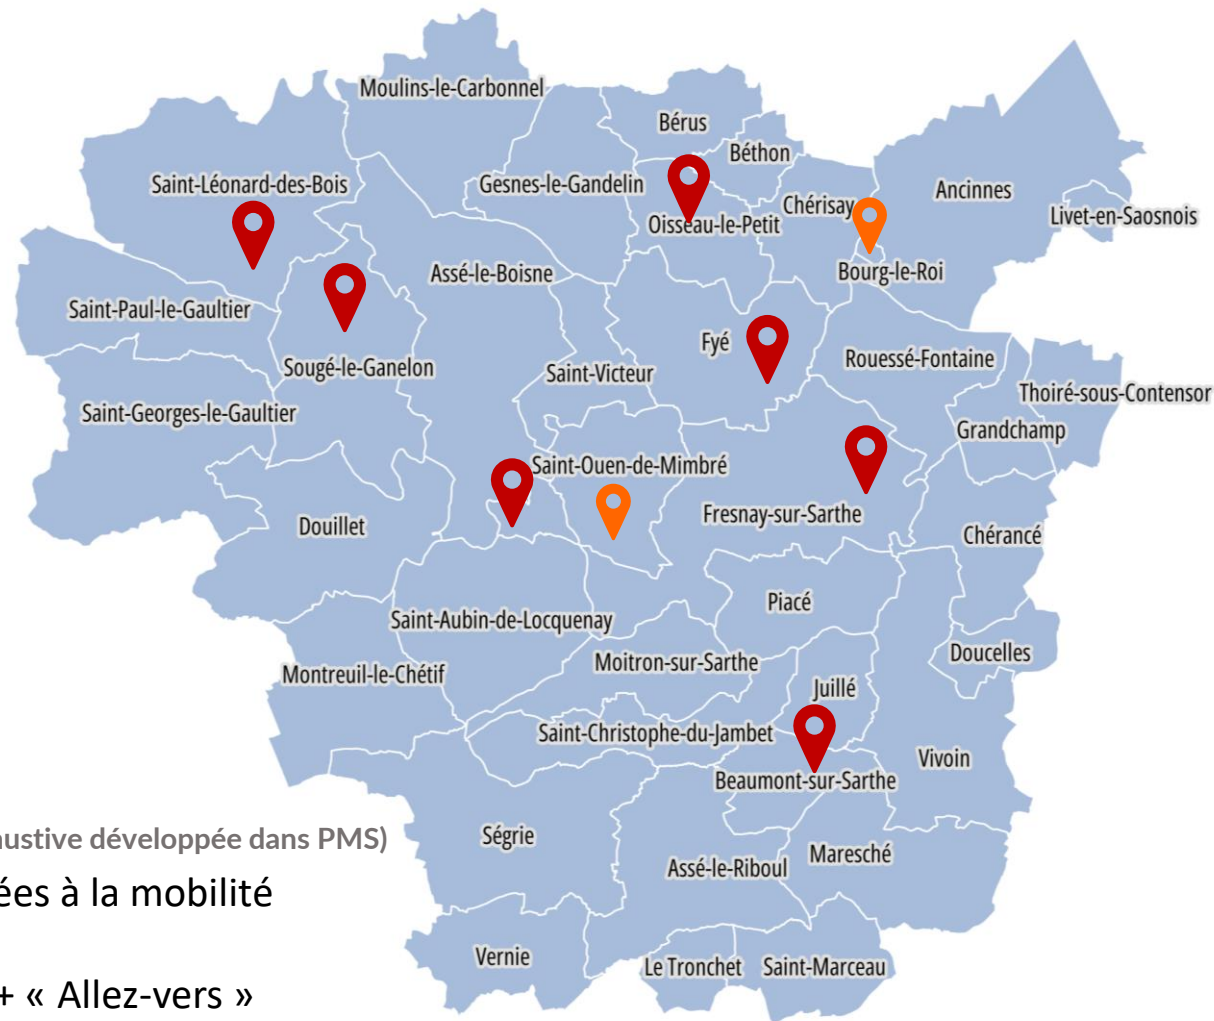 Moulins-le-Carbonnel
Bérus
Béthon
Saint-Léonard-des-Bois
Gesnes-le-Gandelin
Ancinnes
Chérisay
Livet-en-Saosnois
Oisseau-le-Petit
Assé-le-Boisne
Bourg-le-Roi
Saint-Paul-le-Gaultier
Fyé
Rouessé-Fontaine
Sougé-le-Ganelon
Saint-Victeur
Thoiré-sous-Contensor
Saint-Georges-le-Gaultier
Grandchamp
Saint-Ouen-de-Mimbré
Fresnay-sur-Sarthe
Douillet
Chérancé
Piacé
Saint-Aubin-de-Locquenay
Doucelles
Moitron-sur-Sarthe
Montreuil-le-Chétif
Juillé
Saint-Christophe-du-Jambet
Vivoin
Beaumont-sur-Sarthe
Ségrie
Maresché
Assé-le-Riboul
Vernie
Le Tronchet
Saint-Marceau
austive développée dans PMS)
ées à la mobilité
+ « Allez-vers »